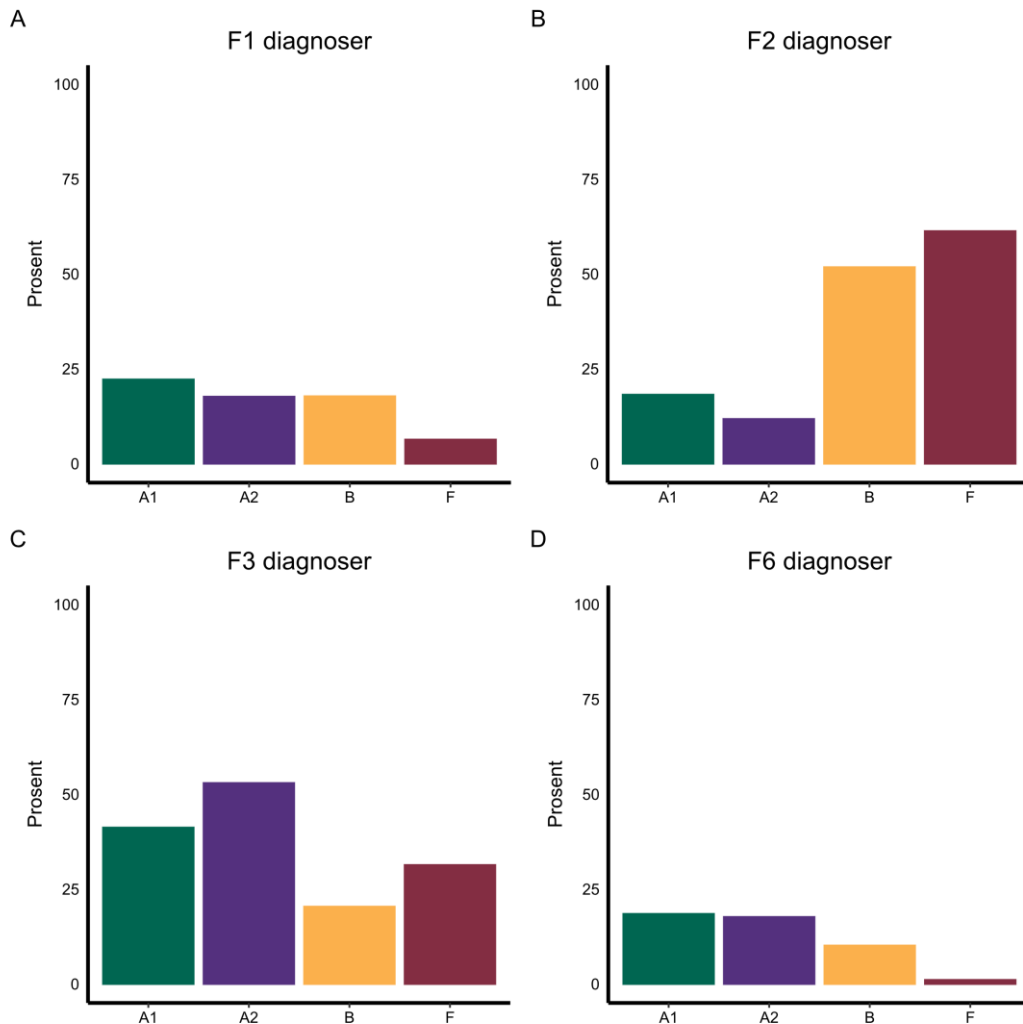 A
F1 diagnoser
100
75
50
25
0
Prosent
A1 A2 B F
B
F2 diagnoser
100
75
50
25
0
Prosent
A1 A2 B F
C
F3 diagnoser
100
75
50
25
0
Prosent
A1 A2 B F
D
F6 diagnoser
100
75
50
25
0
Prosent
A1 A2 B F